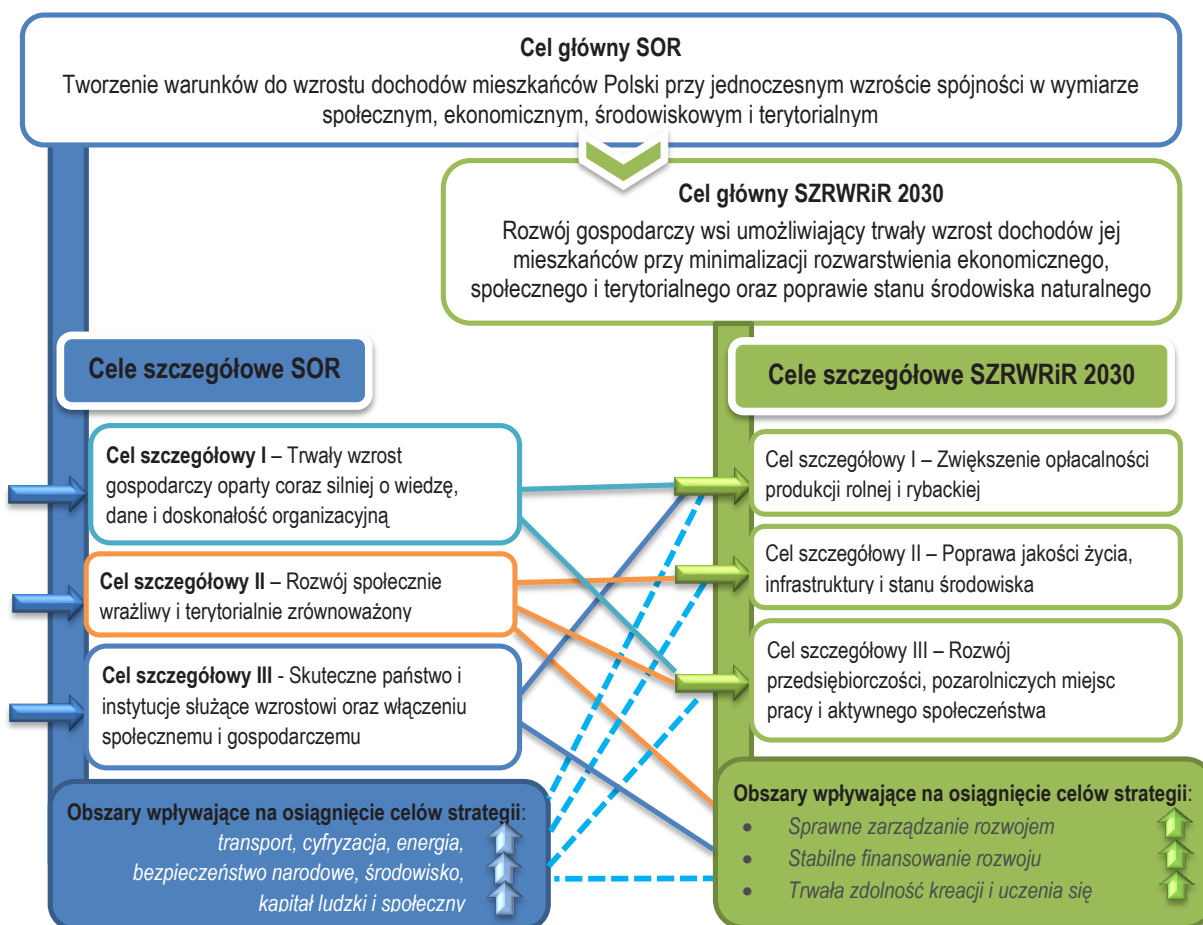 Cel główny SOR
Tworzenie warunków do wzrostu dochodów mieszkańców Polski przy jednoczesnym wzroście spójności w wymiarze
społecznym, ekonomicznym, środowiskowym i terytorialnym
Cel główny SZRWRiR 2030
Rozwój gospodarczy wsi umożliwiający trwały wzrost dochodów jej
mieszkańców przy minimalizacji rozwarstwienia ekonomicznego,
społecznego i terytorialnego oraz poprawie stanu środowiska naturalnego
Cele szczegółowe SOR
Cel szczegółowy I – Trwały wzrost
gospodarczy oparty coraz silniej o wiedzę,
dane i doskonałość organizacyjną
Cel szczegółowy II – Rozwój społecznie
wrażliwy i terytorialnie zrównoważony
Cel szczegółowy III - Skuteczne państwo i
instytucje służące wzrostowi oraz włączeniu
społecznemu i gospodarczemu
Obszary wpływające na osiągnięcie celów strategii:
transport, cyfryzacja, energia,
bezpieczeństwo narodowe, środowisko,
kapitał ludzki i społeczny
Cele szczegółowe SZRWRiR 2030
Cel szczegółowy I – Zwiększenie opłacalności
produkcji rolnej i rybackiej
Cel szczegółowy II – Poprawa jakości życia,
infrastruktury i stanu środowiska
Cel szczegółowy III – Rozwój
przedsiębiorczości, pozarolniczych miejsc
pracy i aktywnego społeczeństwa
Obszary wpływające na osiągnięcie celów strategii:
• Sprawne zarządzanie rozwojem
• Stabilne finansowanie rozwoju
• Trwała zdolność kreacji i uczenia się